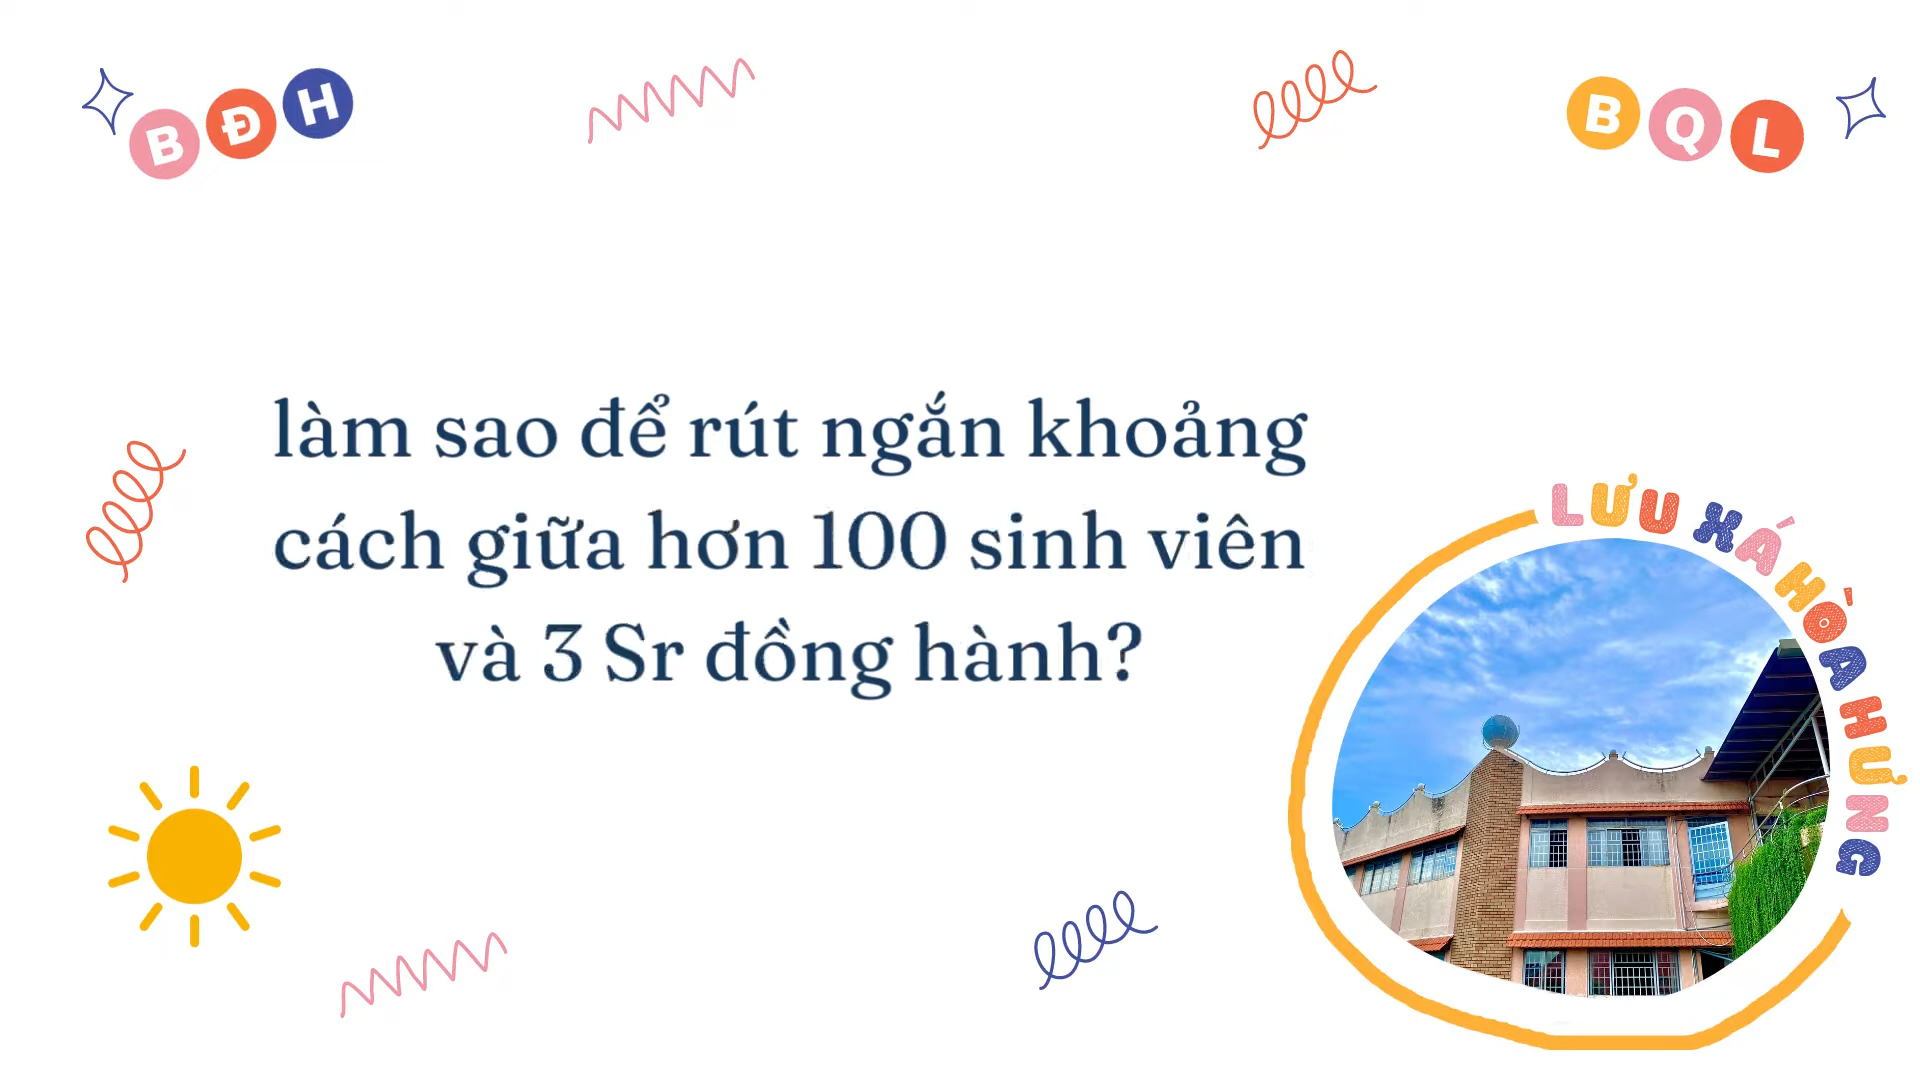 BĐH
BQL
làm sao để rút ngắn khoảng
cách giữa hơn 100 sinh viên
và 3 Sr đồng hành?
LƯU XÁ HÒA HƯNG